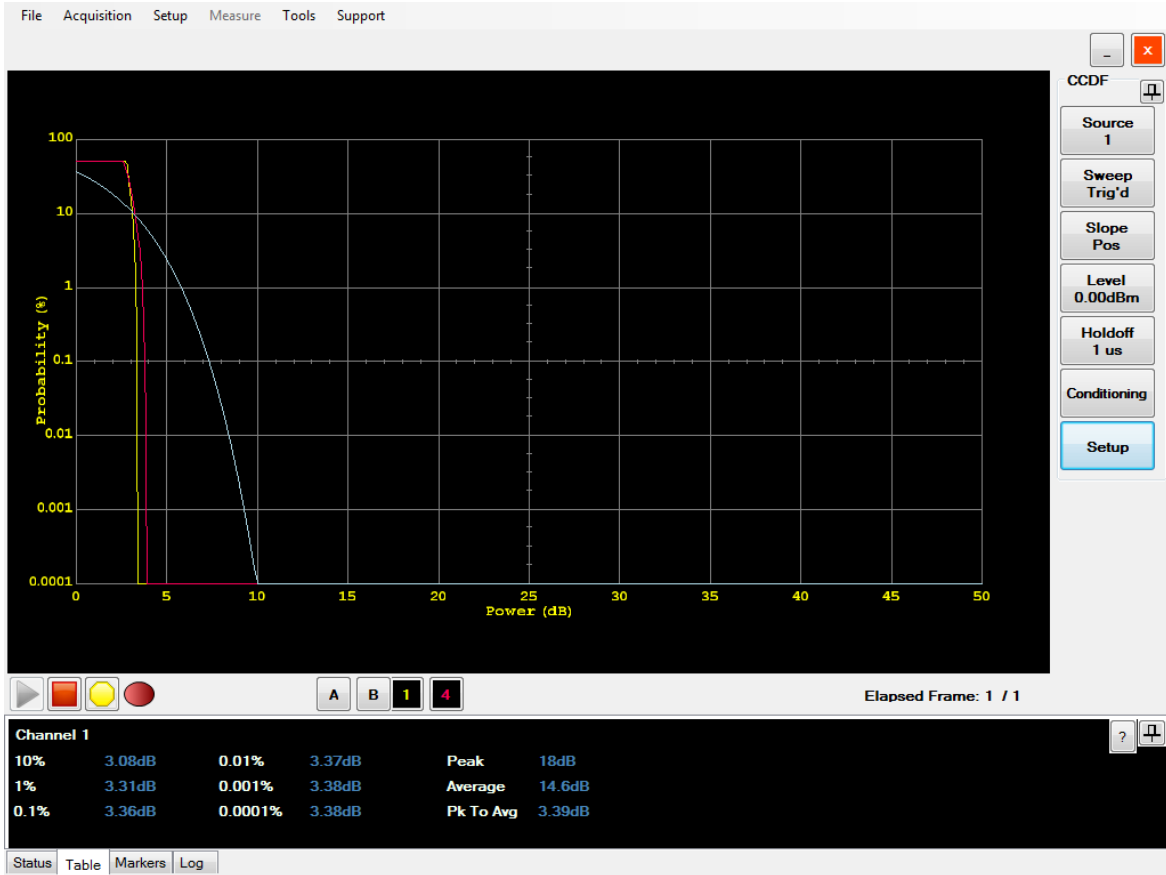 File Acquisition Setup Measure Tools Support
_ x
CCDF
Source
1
Sweep
Trig'd
Slope
Pos
Level
0.00dBm
Holdoff
1 us
Conditioning
Setup
Probability (%)
100
10
1
0.1
0.01
0.001
0.0001
0 5 10 15 20 25 30 35 40 45 50
Power (dB)
A B 1 4
Elapsed Frame: 1 / 1
Channel 1
?
10% 3.08dB 0.01% 3.37dB Peak 18dB
1% 3.31dB 0.001% 3.38dB Average 14.6dB
0.1% 3.36dB 0.0001% 3.38dB Pk To Avg 3.39dB
Status Table Markers Log